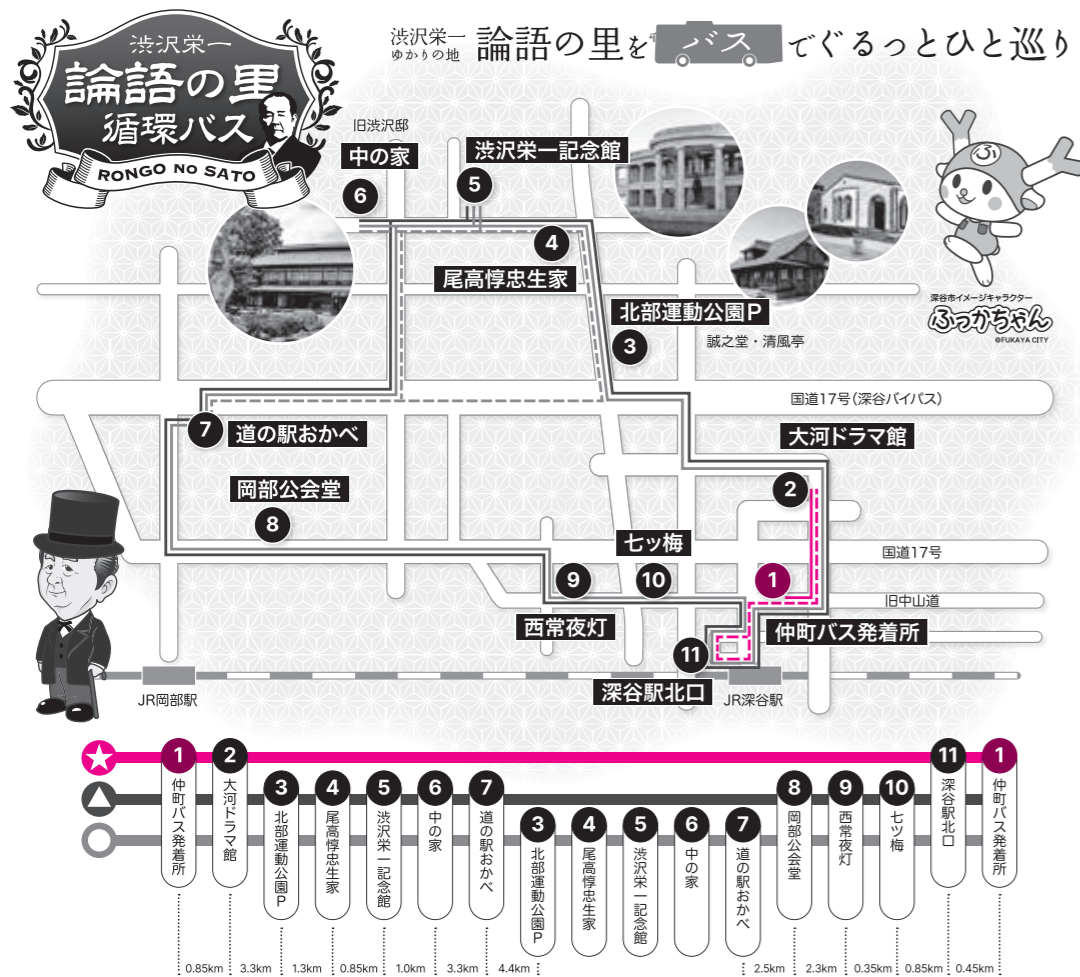 渋沢栄一
論語の里
循環バス
RONGO NO SATO
渋沢栄一
ゆかりの地
論語の里を バス でぐるっとひと巡り
旧渋沢邸
中の家
6
渋沢栄一記念館
5
4
尾高惇忠生家
北部運動公園P
3
誠之堂・清風亭
ふ
深谷市イメージキャラクター
ふっかちゃん
©FUKAYA CITY
国道17号(深谷バイパス)
7
道の駅おかべ
大河ドラマ館
2
岡部公会堂
8
七ッ梅
国道17号
9
10
1
旧中山道
西常夜灯
仲町バス発着所
11
深谷駅北口
JR岡部駅
JR深谷駅
1
仲町バス発着所
2
大河ドラマ館
3
北部運動公園P
4
尾高惇忠生家
5
渋沢栄一記念館
6
中の家
7
道の駅おかべ
3
北部運動公園P
4
尾高惇忠生家
5
渋沢栄一記念館
6
中の家
7
道の駅おかべ
8
岡部公会堂
9
西常夜灯
10
七ツ梅
11
深谷駅北口
1
仲町バス発着所
0.85km 3.3km 1.3km 0.85km 1.0km 3.3km 4.4km 2.5km 2.3km 0.35km 0.85km 0.45km